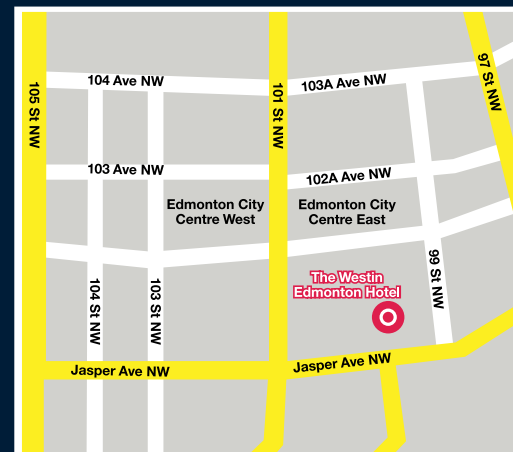 104 Ave NW
103A Ave NW
97 St NW
105 St NW
101 St NW
103 Ave NW
102A Ave NW
Edmonton City
Centre West
Edmonton City
Centre East
99 St NW
The Westin
Edmonton Hotel
104 St NW
103 St NW
Jasper Ave NW
Jasper Ave NW